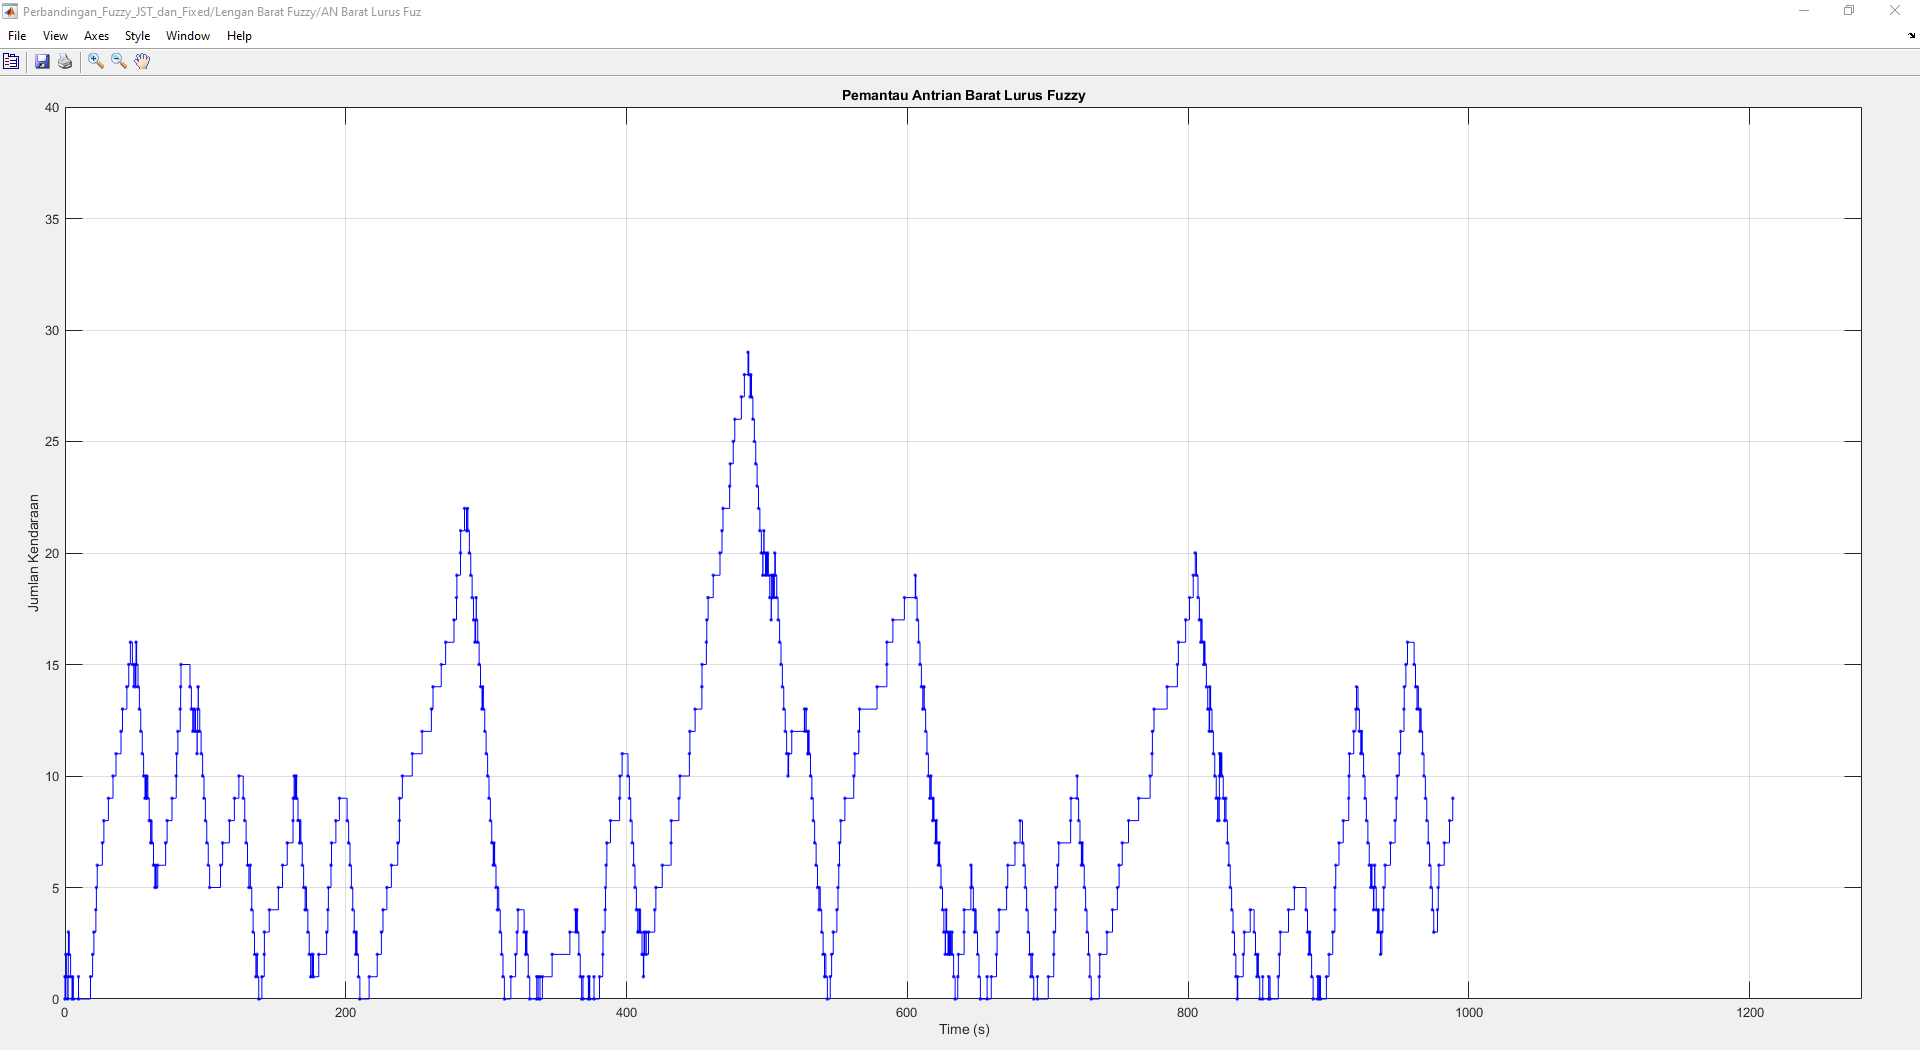 Perbandingan_Fuzzy_JST_dan_Fixed/Lengan Barat Fuzzy/AN Barat Lurus Fuz
File View Axes Style Window Help
Pemantau Antrian Barat Lurus Fuzzy
40
35
30
25
20
15
10
5
0
Jumlan Kendaraan
0 200 400 600 800 1000 1200
Time (s)